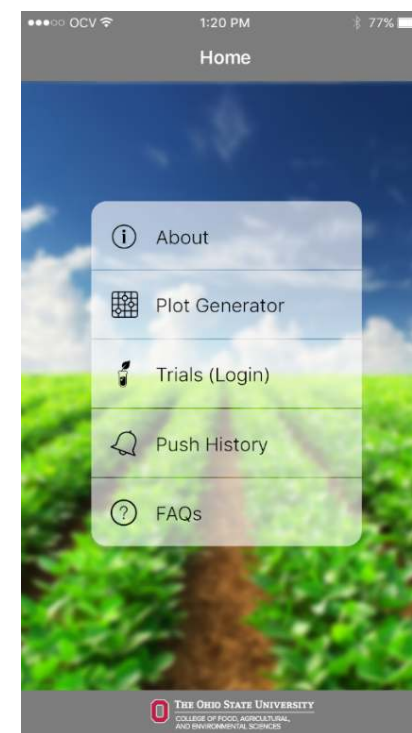 ●●●○○ OCV 1:20 PM 77%
Home
About
Plot Generator
Trials (Login)
Push History
FAQs
THE OHIO STATE UNIVERSITY
COLLEGE OF FOOD, AGRICULTURAL,
AND ENVIRONMENTAL SCIENCES